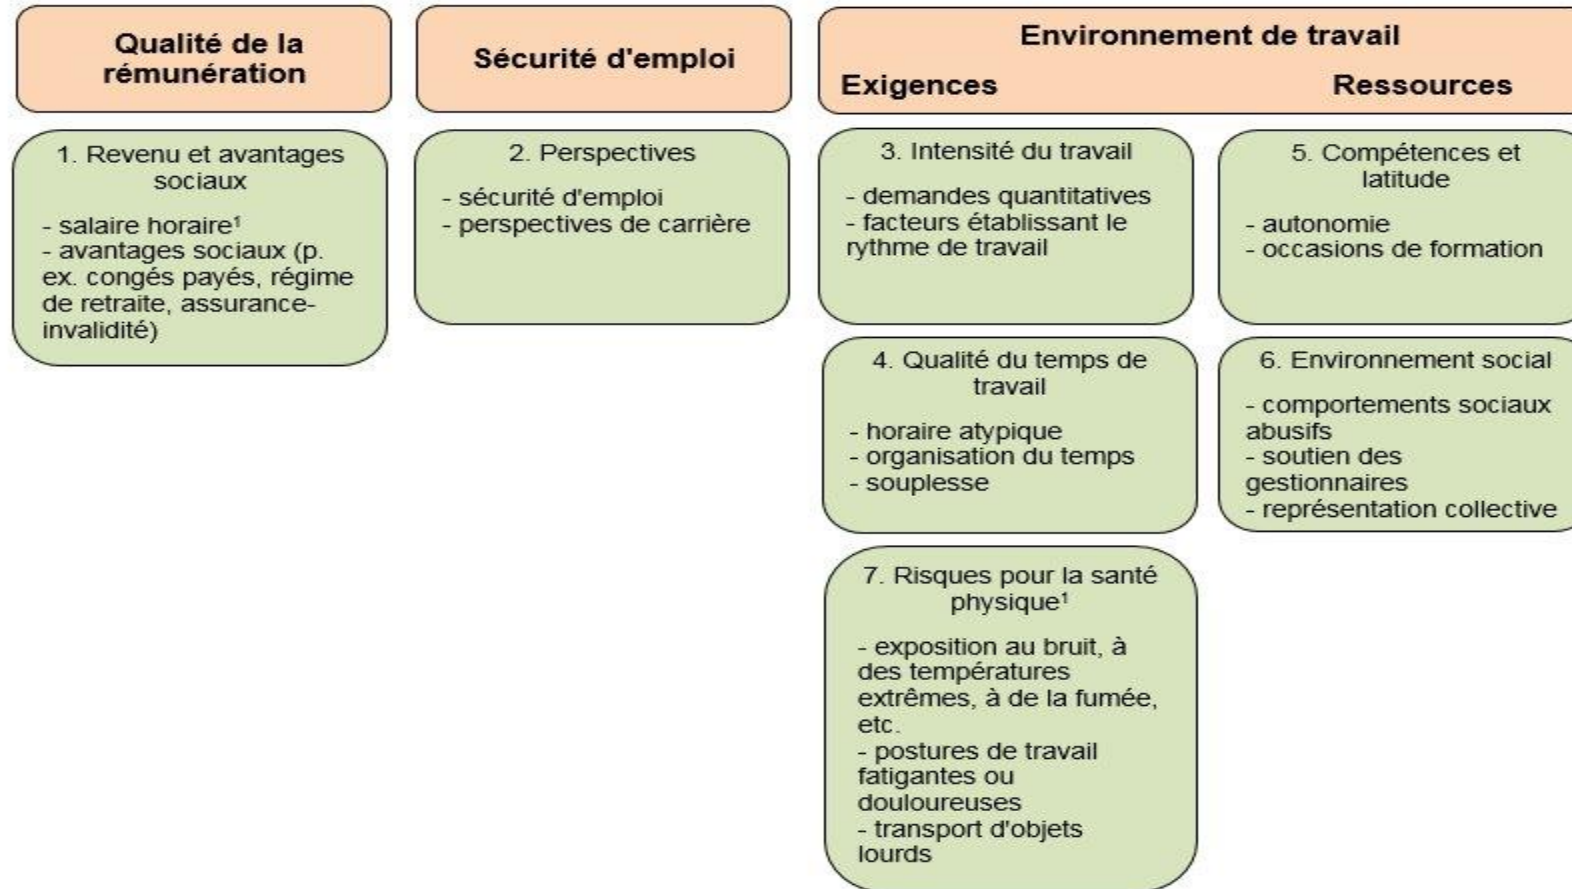 Qualité de la
rémunération
Sécurité d'emploi
Environnement de travail
Exigences
Ressources
1. Revenu et avantages
sociaux
- salaire horaire¹
- avantages sociaux (p.
ex. congés payés, régime
de retraite, assurance-
invalidité)
2. Perspectives
- sécurité d'emploi
- perspectives de carrière
3. Intensité du travail
- demandes quantitatives
- facteurs établissant le
rythme de travail
4. Qualité du temps de
travail
- horaire atypique
- organisation du temps
- souplesse
7. Risques pour la santé
physique¹
- exposition au bruit, à
des températures
extrêmes, à de la fumée,
etc.
- postures de travail
fatigantes ou
douloureuses
- transport d'objets
lourds
5. Compétences et
latitude
- autonomie
- occasions de formation
6. Environnement social
- comportements sociaux
abusifs
- soutien des
gestionnaires
- représentation collective